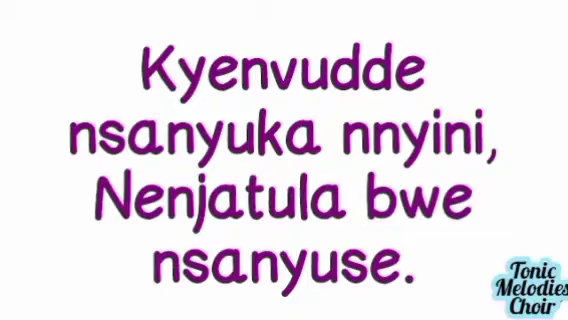 Kyenvudde
nsanyuka nnyini,
Nenjatula bwe
nsanyuse.
Tonic
Melodies
Choir